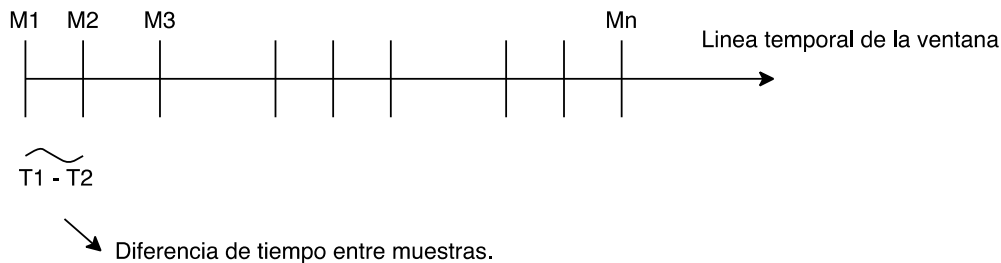 M1 M2 M3 Mn
Linea temporal de la ventana
T1 - T2
Diferencia de tiempo entre muestras.